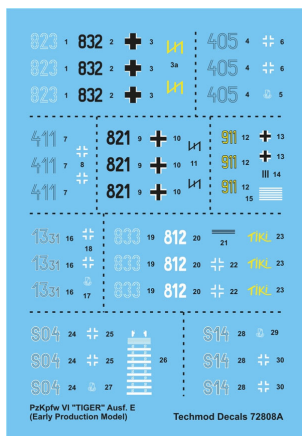 823 1 832 2 3 3a 405 4 6
823 1 832 2 3 405 4 6
823 1 832 2 3 405 4 5
411 7 821 9 10 911 12 13
411 7 8 821 9 10 11 911 12 13 14
411 7 821 9 10 911 12 15
1331 16 18 833 19 812 20 21 TIKI 23
1331 16 833 19 812 20 22 TIKI 23
1331 16 17 833 19 812 20 22 TIKI 23
S04 24 25 26 S14 28 29
S04 24 25 S14 28 30
S04 24 27 S14 28 30
PzKpfw VI "TIGER" Ausf. E
(Early Production Model)
Techmod Decals 72808A